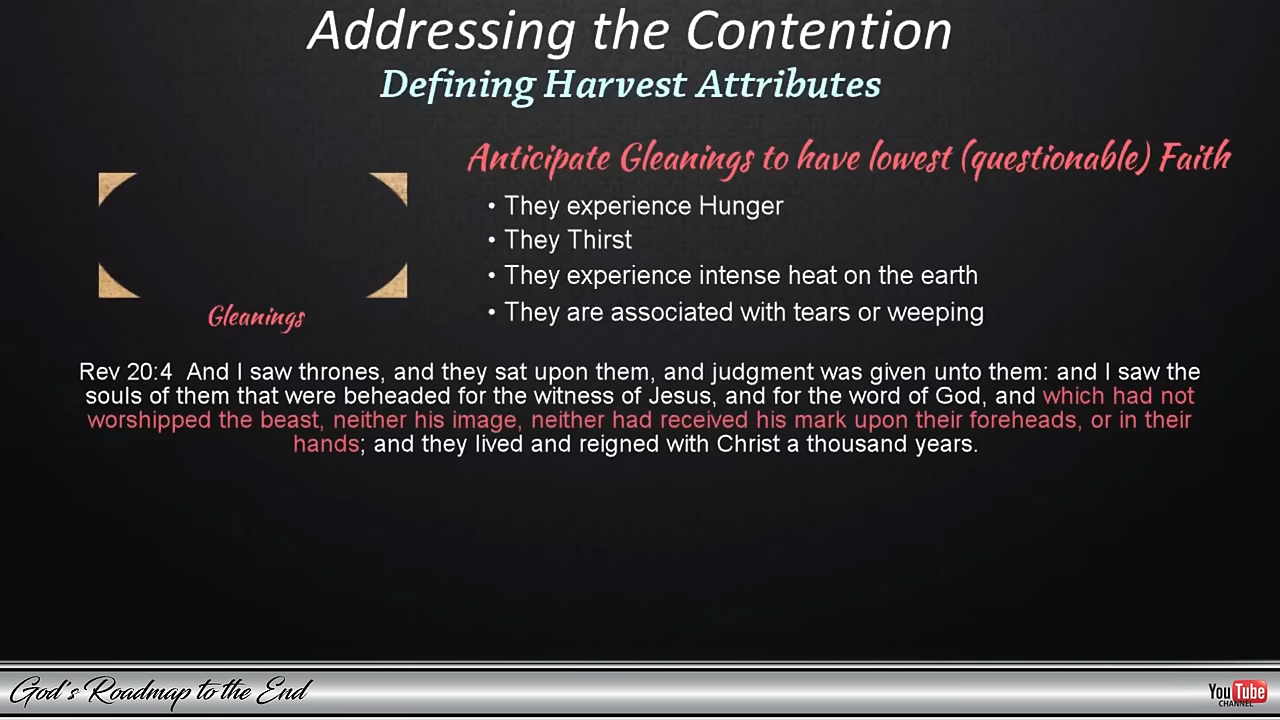 Addressing the Contention
Defining Harvest Attributes
Anticipate Gleanings to have lowest (questionable) Faith
• They experience Hunger
• They Thirst
• They experience intense heat on the earth
• They are associated with tears or weeping
Gleanings
Rev 20:4  And I saw thrones, and they sat upon them, and judgment was given unto them: and I saw the
souls of them that were beheaded for the witness of Jesus, and for the word of God, and which had not
worshipped the beast, neither his image, neither had received his mark upon their foreheads, or in their
hands; and they lived and reigned with Christ a thousand years.
God's Roadmap to the End
YouTube
CHANNEL